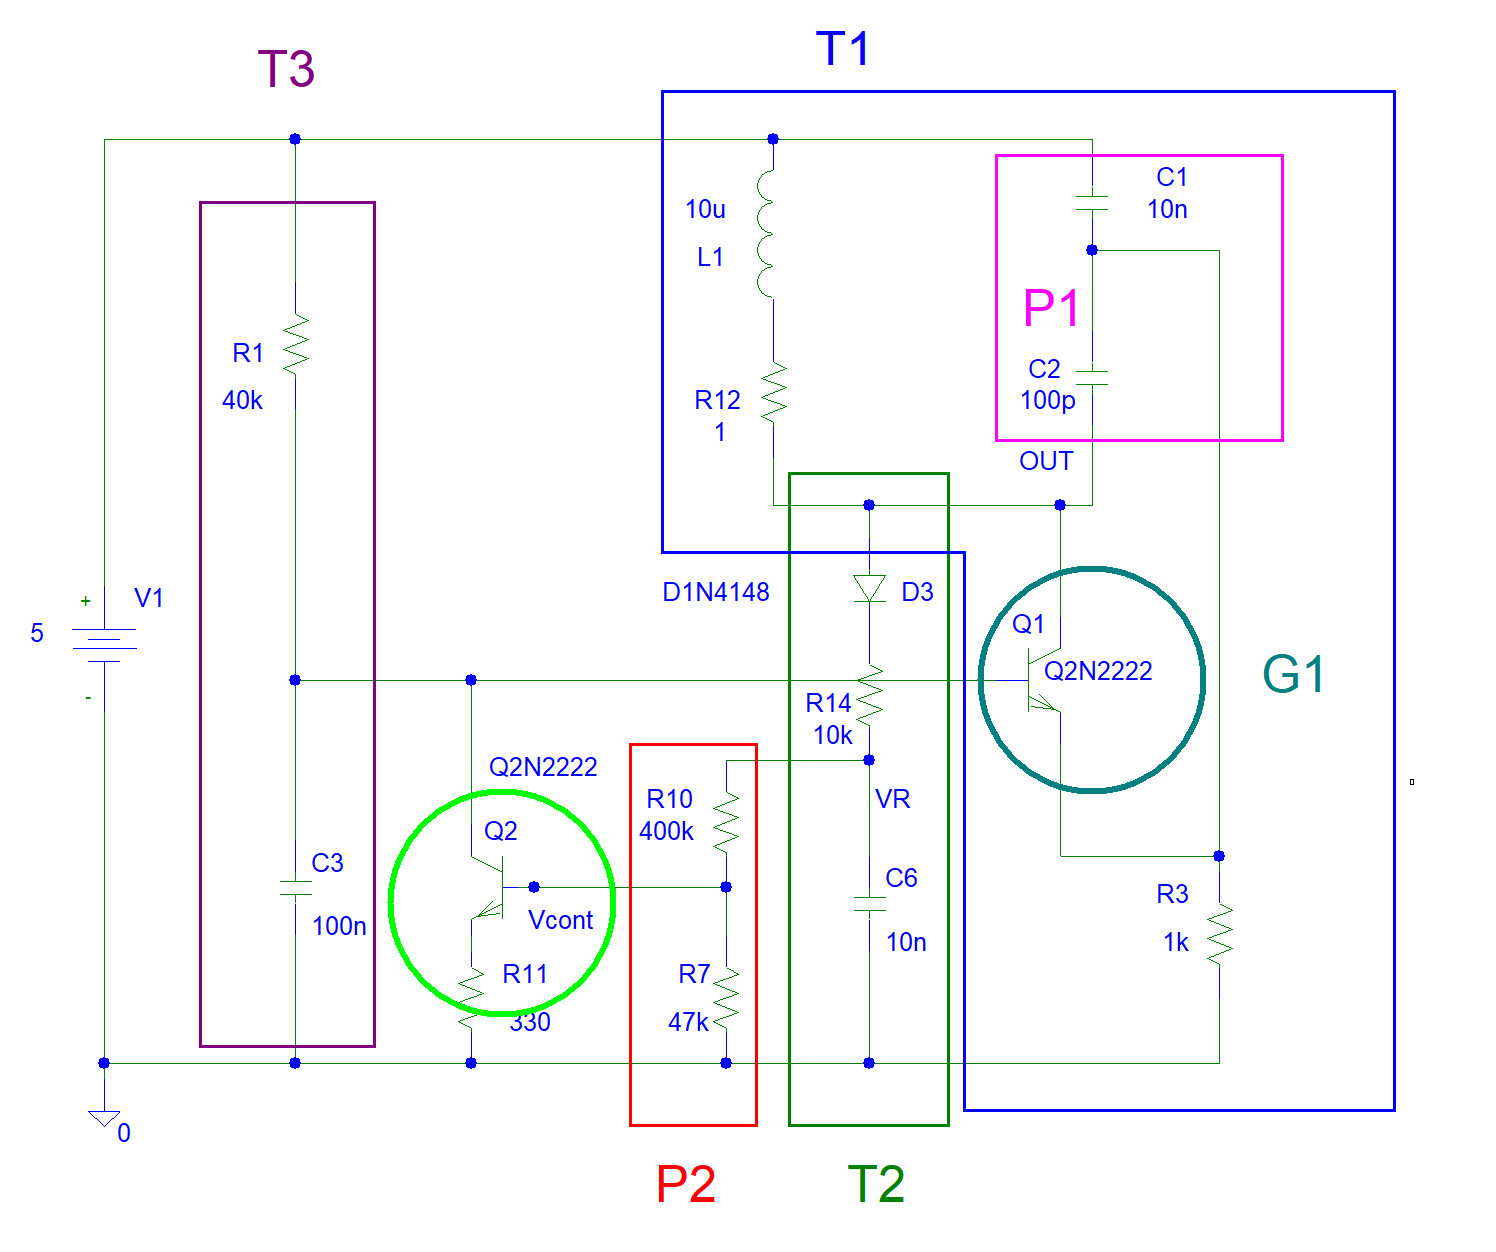 T1
T3
C1
10n
10u
L1
P1
R1
40k
R12
1
C2
100p
OUT
+
V1
5
-
D1N4148
D3
Q1
Q2N2222
G1
R14
10k
Q2N2222
VR
R10
400k
Q2
C3
100n
Vcont
C6
10n
R3
1k
R11
330
R7
47k
0
P2
T2